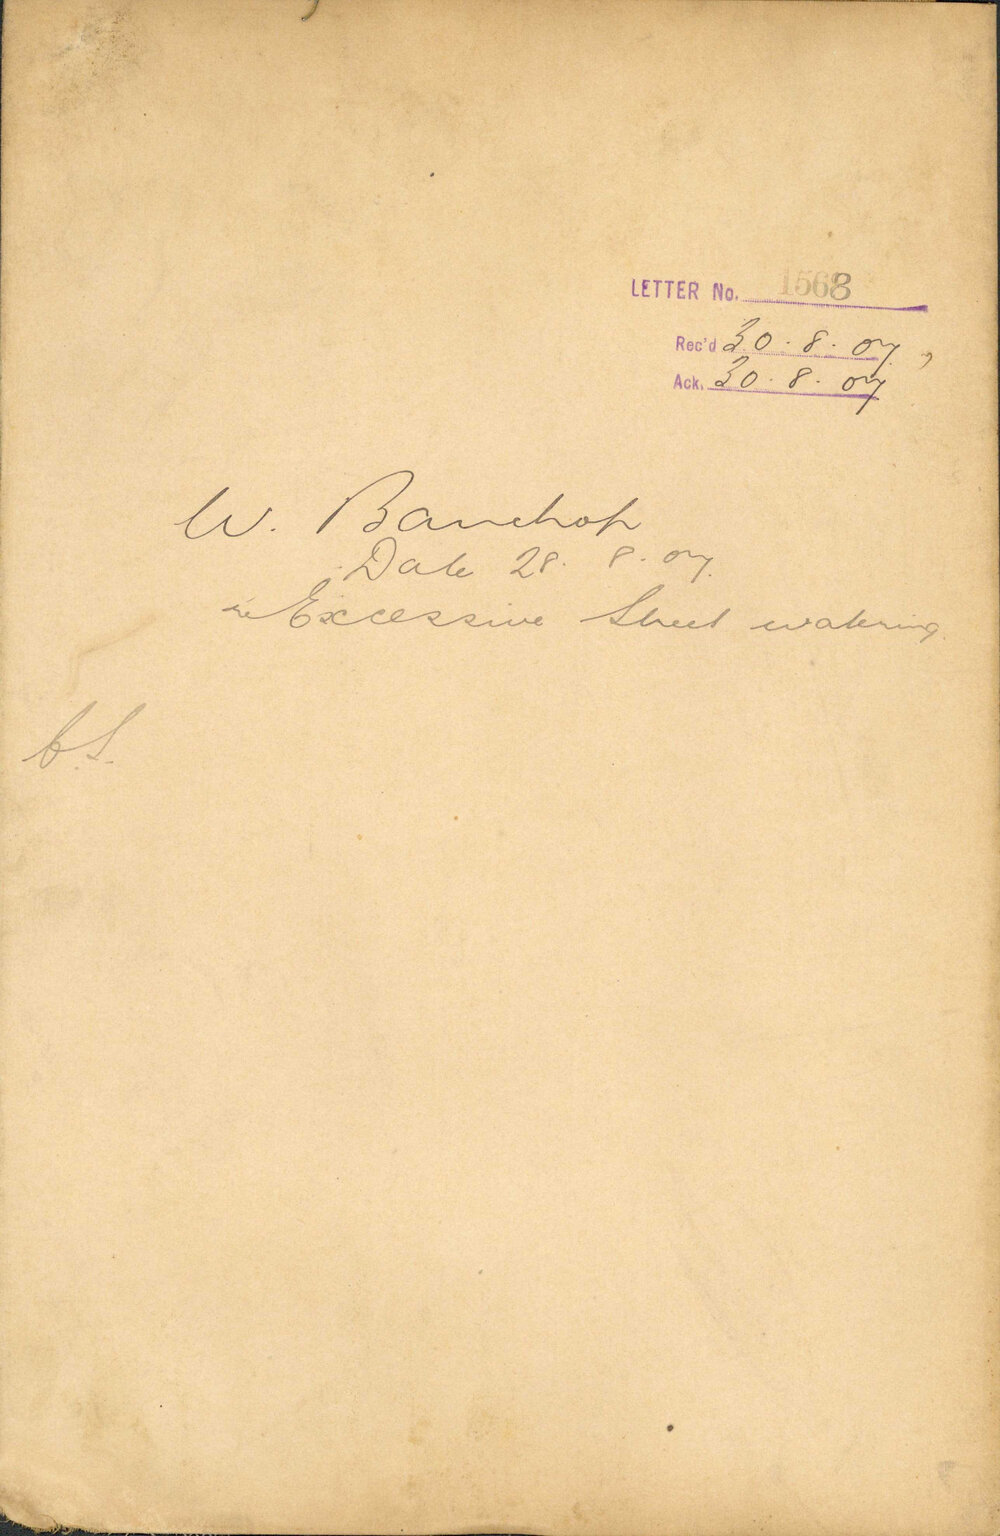 LETTER No. 1568
Rec'd 30.8.07
Ack. 30.8.07
W. Bauchop
Date 28.8.07.
re Excessive Street watering.